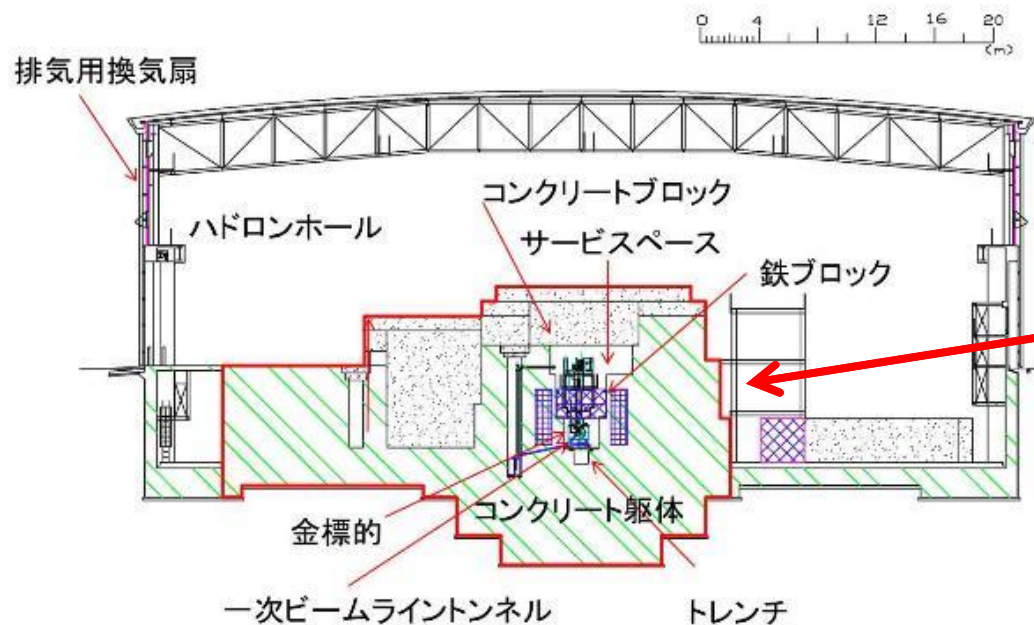 0 4 12 16 20
(m)
排気用換気扇
コンクリートブロック
ハドロンホール
サービスペース
鉄ブロック
コンクリート躯体
金標的
一次ビームライントンネル
トレンチ